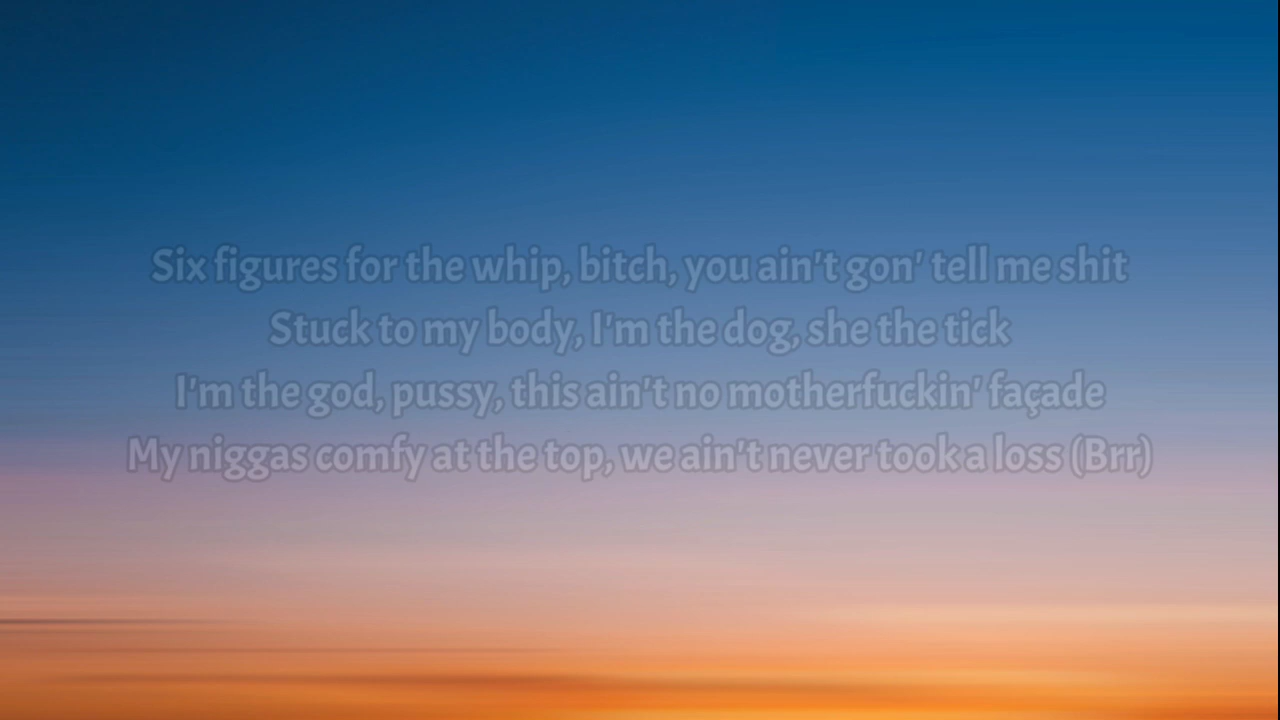 Six figures for the whip, bitch, you ain't gon' tell me shit
Stuck to my body, I'm the dog, she the tick
I'm the god, pussy, this ain't no motherfuckin' façade
My niggas comfy at the top, we ain't never took a loss (Brr)